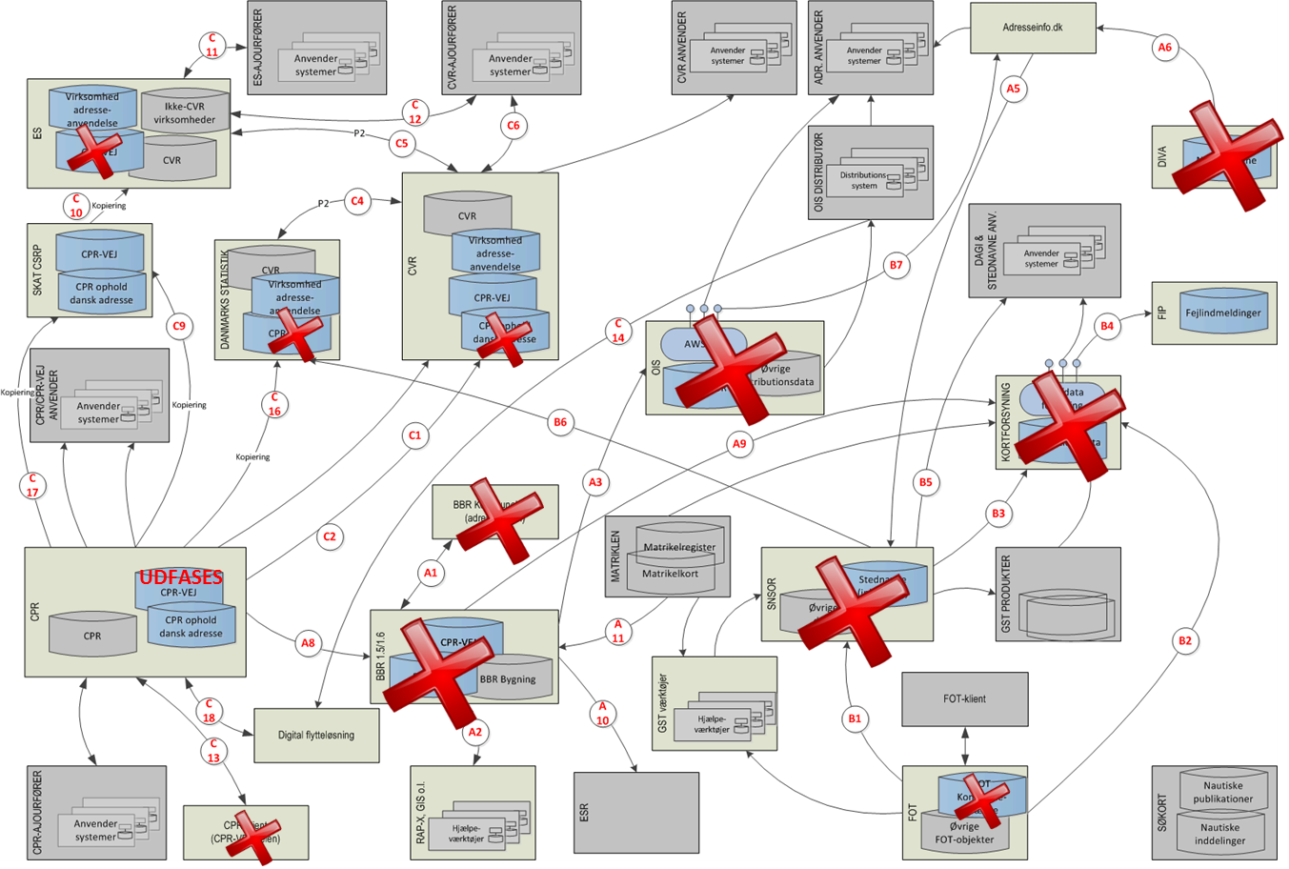 ES-AJOURFØRER
Anvender
systemer
CVR-AJOURFØRER
Anvender
systemer
CVR ANVENDER
Anvender
systemer
ADR. ANVENDER
Anvender
systemer
Adresseinfo.dk
C
11
A6
A5
ES
Virksomhed
adresse-
anvendelse
Ikke-CVR
virksomheder
CVR
C
12
C6
P2
C5
OIS DISTRIBUTØR
Distributions-
system
DIVA
C
10
Kopiering
P2
C4
SKAT CSRP
CPR-VEJ
CPR ophold
dansk adresse
DANMARKS STATISTIK
CVR
Virksomhed
adresse-
anvendelse
CVR
CVR
Virksomhed
adresse-
anvendelse
CPR-VEJ
B7
DAGI &
STEDNAVNE ANV.
Anvender
systemer
FIP
Fejlindmeldinger
B4
C9
C
14
OIS
Øvrige
CPR/CPR-VEJ
ANVENDER
Anvender
systemer
Kopiering
Kopiering
C
16
Kopiering
C1
B6
A9
KORTFORSYNING
C
17
A3
B5
B3
BBR
C2
A1
MATRIKLEN
Matrikelregister
Matrikelkort
CPR
UDFASES
CPR-VEJ
CPR
CPR ophold
dansk adresse
A8
BBR 1.5/1.6
BBR Bygning
A
11
SNSOR
GST PRODUKTER
B2
C
18
C
13
Digital flytteløsning
A2
A
10
GST værktøjer
Hjælpe-
værktøjer
B1
FOT-klient
CPR-AJOURFØRER
Anvender
systemer
RAP-X, GIS o.l.
Hjælpe-
værktøjer
ESR
FOT
Øvrige
FOT-objekter
SØKORT
Nautiske
publikationer
Nautiske
inddelinger